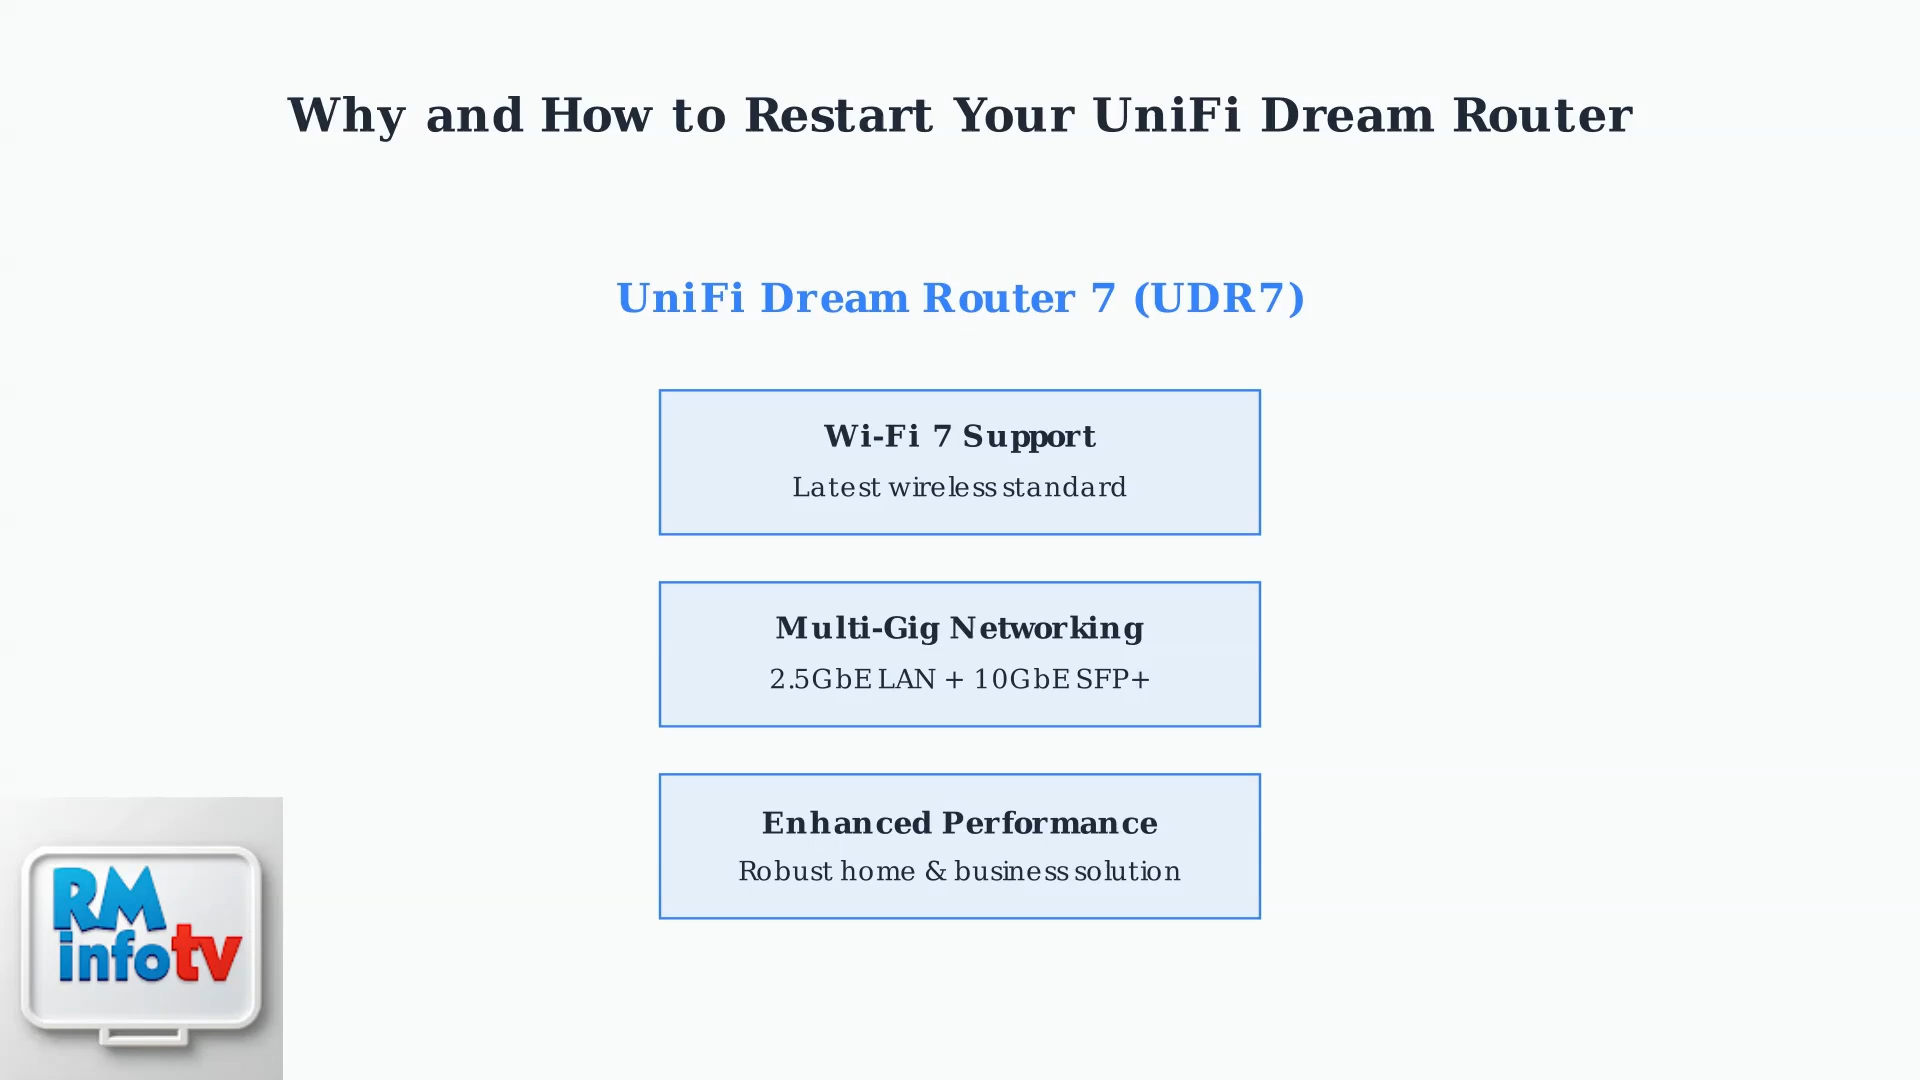 Why and How to Restart Your UniFi Dream Router
UniFi Dream Router 7 (UDR7)
Wi-Fi 7 Support
Latest wireless standard
Multi-Gig Networking
2.5GbE LAN + 10GbE SFP+
Enhanced Performance
Robust home & business solution
RM
infotv